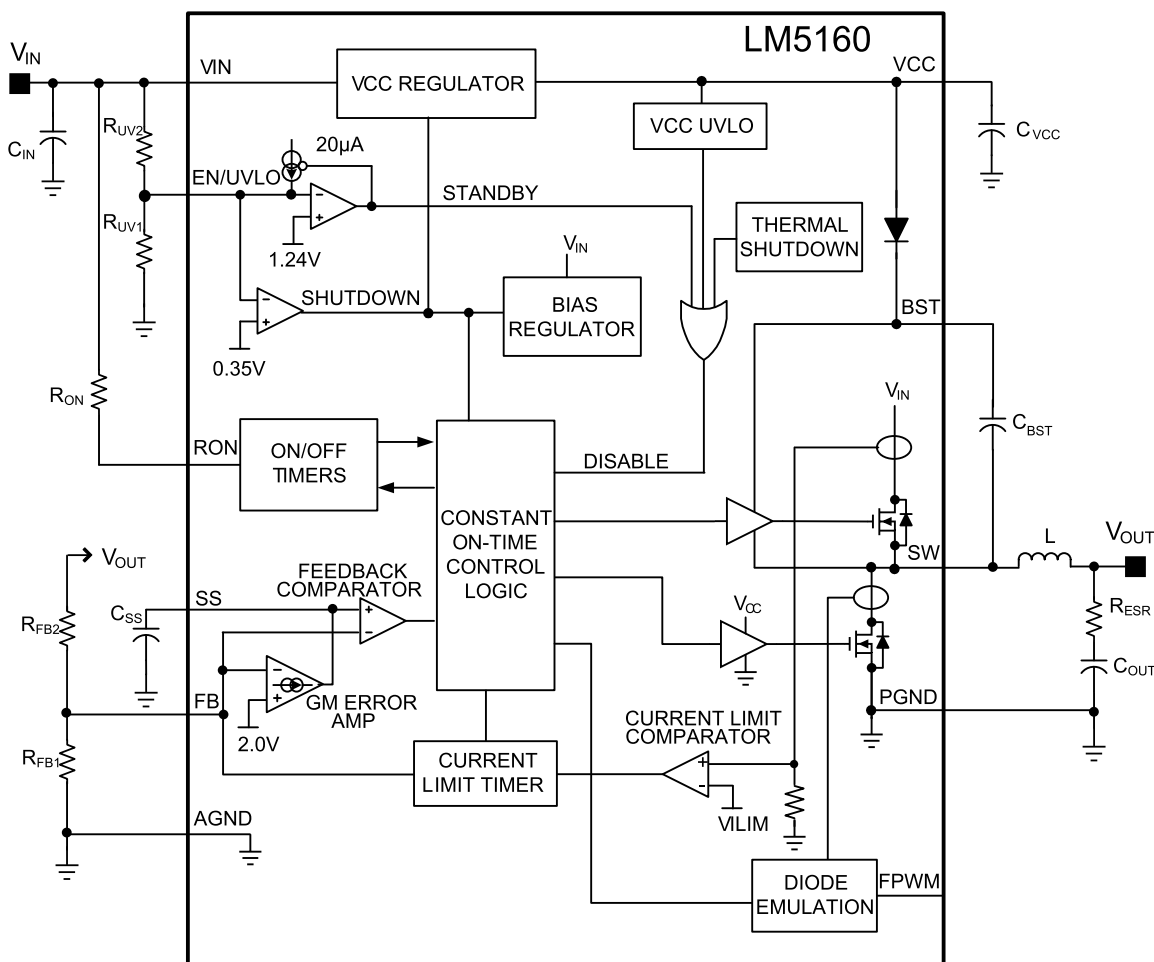 LM5160
VIN
VIN
VCC
VCC REGULATOR
VCC UVLO
CVCC
CIN
RUV2
20µA
EN/UVLO
STANDBY
RUV1
1.24V
THERMAL
SHUTDOWN
VIN
SHUTDOWN
BIAS
REGULATOR
BST
0.35V
RON
VIN
CBST
RON
ON/OFF
TIMERS
DISABLE
CONSTANT
ON-TIME
CONTROL
LOGIC
SW
L
VOUT
VOUT
FEEDBACK
COMPARATOR
SS
CSS
RFB2
VCC
RESR
COUT
FB
GM ERROR
AMP
2.0V
PGND
CURRENT LIMIT
COMPARATOR
RFB1
CURRENT
LIMIT TIMER
VILIM
AGND
DIODE
EMULATION
FPWM